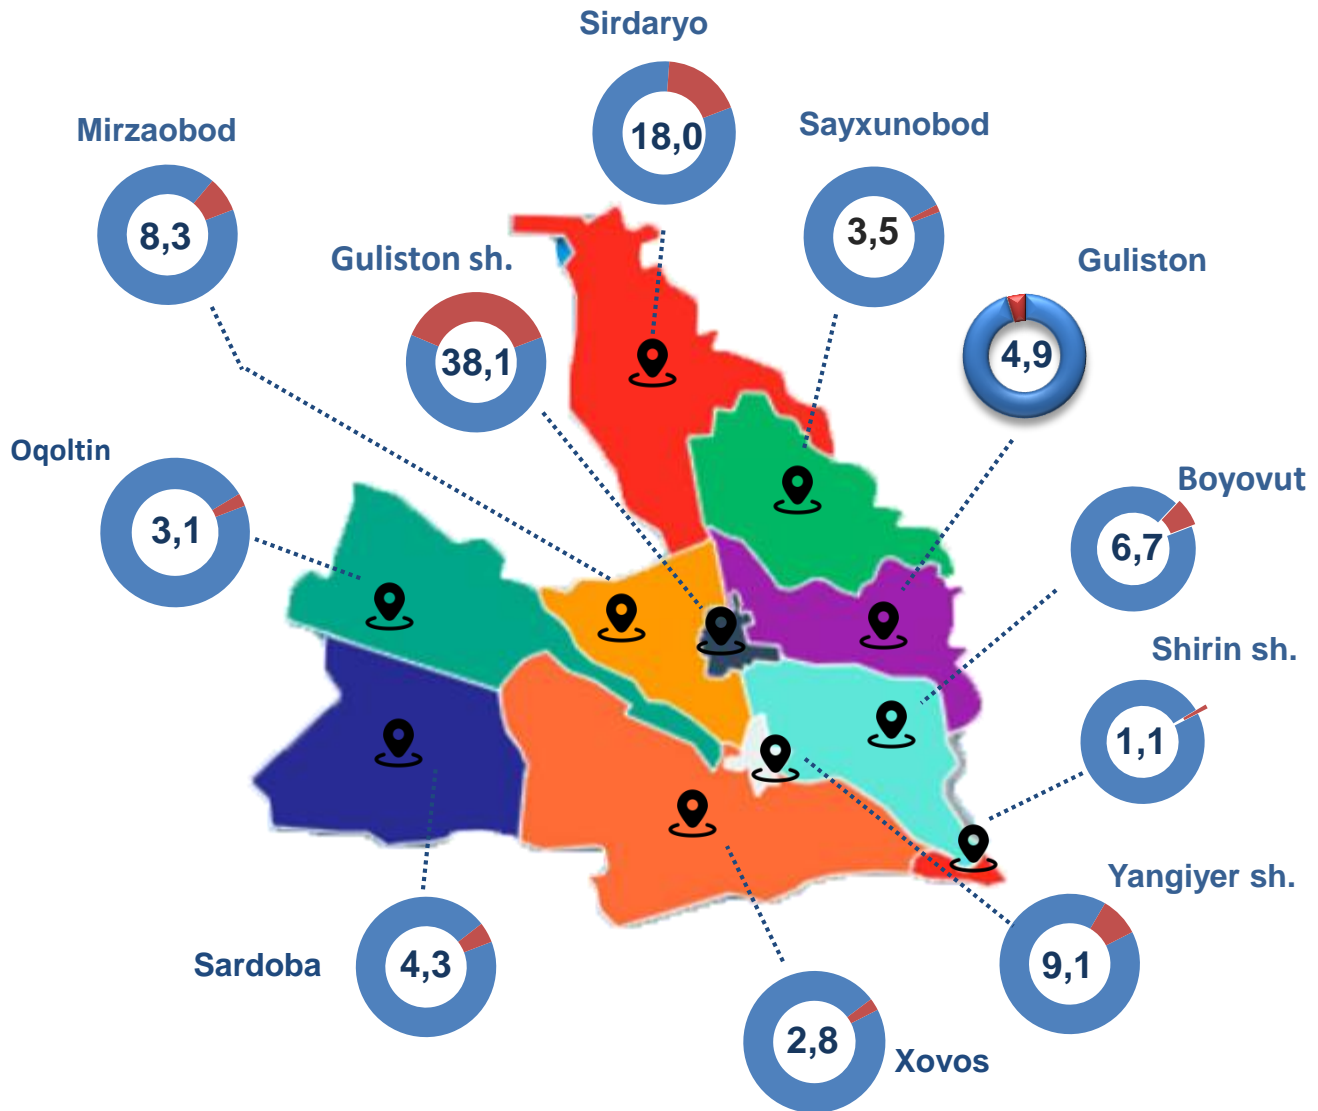 Sirdaryo
18,0
Mirzaobod
8,3
Sayxunobod
3,5
Guliston sh.
38,1
Guliston
4,9
Oqoltin
3,1
Boyovut
6,7
Shirin sh.
1,1
Yangiyer sh.
9,1
Sardoba
4,3
2,8
Xovos